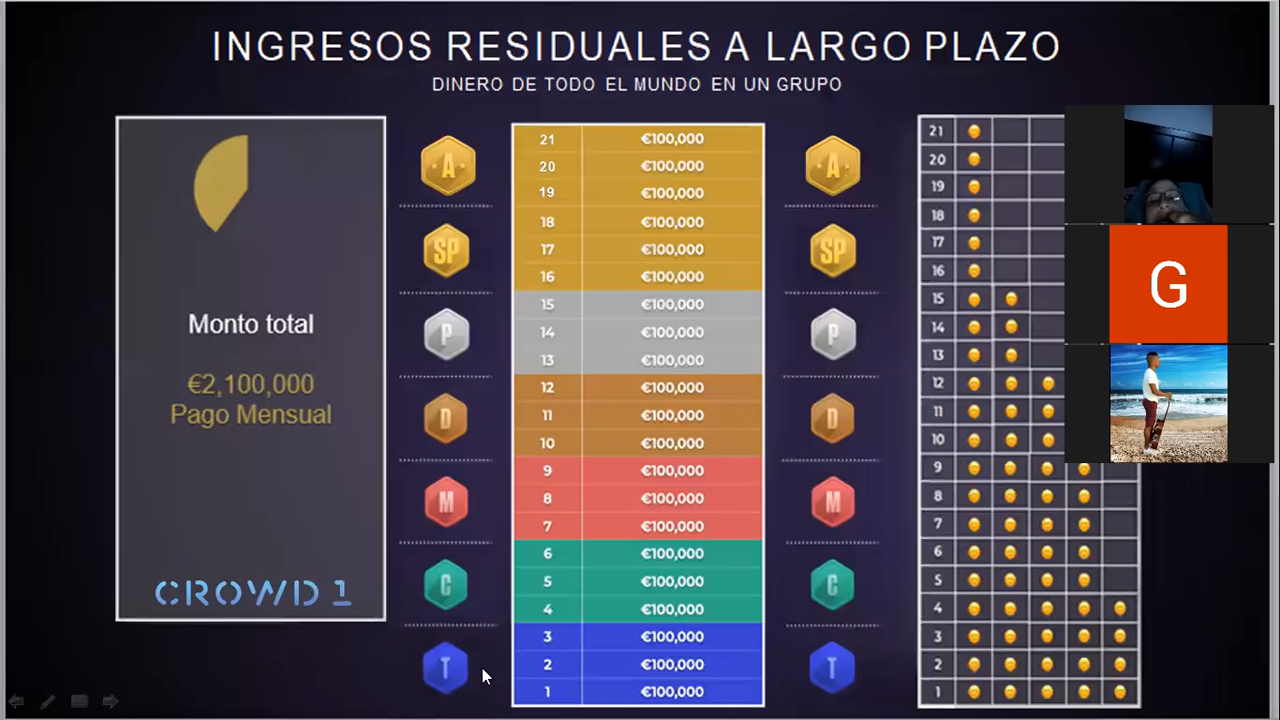 INGRESOS RESIDUALES A LARGO PLAZO
DINERO DE TODO EL MUNDO EN UN GRUPO
Monto total
€2,100,000
Pago Mensual
CROWD 1
A
SP
P
D
M
C
T
21 €100,000
20 €100,000
19 €100,000
18 €100,000
17 €100,000
16 €100,000
15 €100,000
14 €100,000
13 €100,000
12 €100,000
11 €100,000
10 €100,000
9 €100,000
8 €100,000
7 €100,000
6 €100,000
5 €100,000
4 €100,000
3 €100,000
2 €100,000
1 €100,000
A
SP
P
D
M
C
T
21
20
19
18
17
16
15
14
13
12
11
10
9
8
7
6
5
4
3
2
1
G